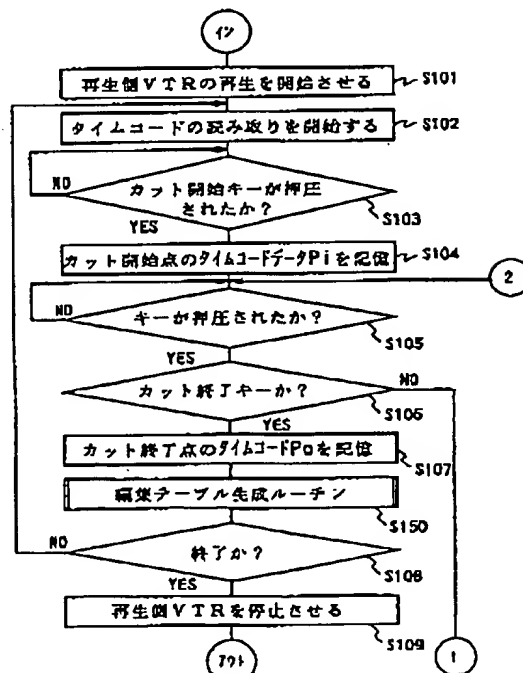 イン
再生側VTRの再生を開始させる
S101
タイムコードの読み取りを開始する
S102
NO
カット開始キーが押圧
されたか?
S103
YES
カット開始点のタイムコードデータPiを記憶
S104
2
NO
キーが押圧されたか?
S105
YES
NO
カット終了キーか?
S106
YES
カット終了点のタイムコードPoを記憶
S107
編集テーブル生成ルーチン
S150
NO
終了か?
S108
YES
再生側VTRを停止させる
S109
アウト
1